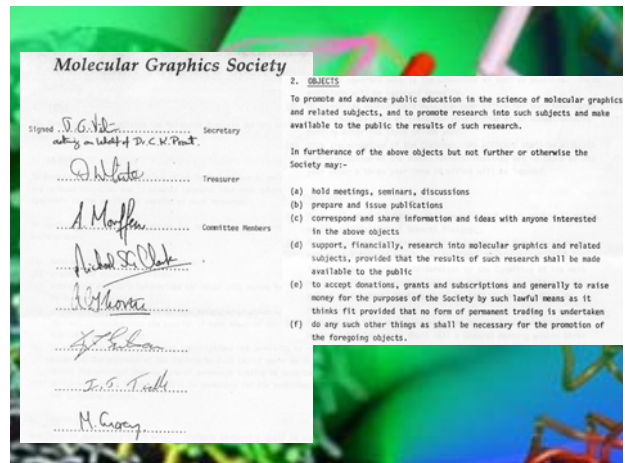 Molecular Graphics Society
Signed J.G.Vi Secretary
acting on behalf of Dr. C.K. Prout.
D White Treasurer
A. Morffew Committee Members
Michael S G Clark
I. J. Tickle
M. Carey.
2. OBJECTS
To promote and advance public education in the science of molecular graphics
and related subjects, and to promote research into such subjects and make
available to the public the results of such research.
In furtherance of the above objects but not further or otherwise the
Society may:-
(a) hold meetings, seminars, discussions
(b) prepare and issue publications
(c) correspond and share information and ideas with anyone interested
in the above objects
(d) support, financially, research into molecular graphics and related
subjects, provided that the results of such research shall be made
available to the public
(e) to accept donations, grants and subscriptions and generally to raise
money for the purposes of the Society by such lawful means as it
thinks fit provided that no form of permanent trading is undertaken
(f) do any such other things as shall be necessary for the promotion of
the foregoing objects.